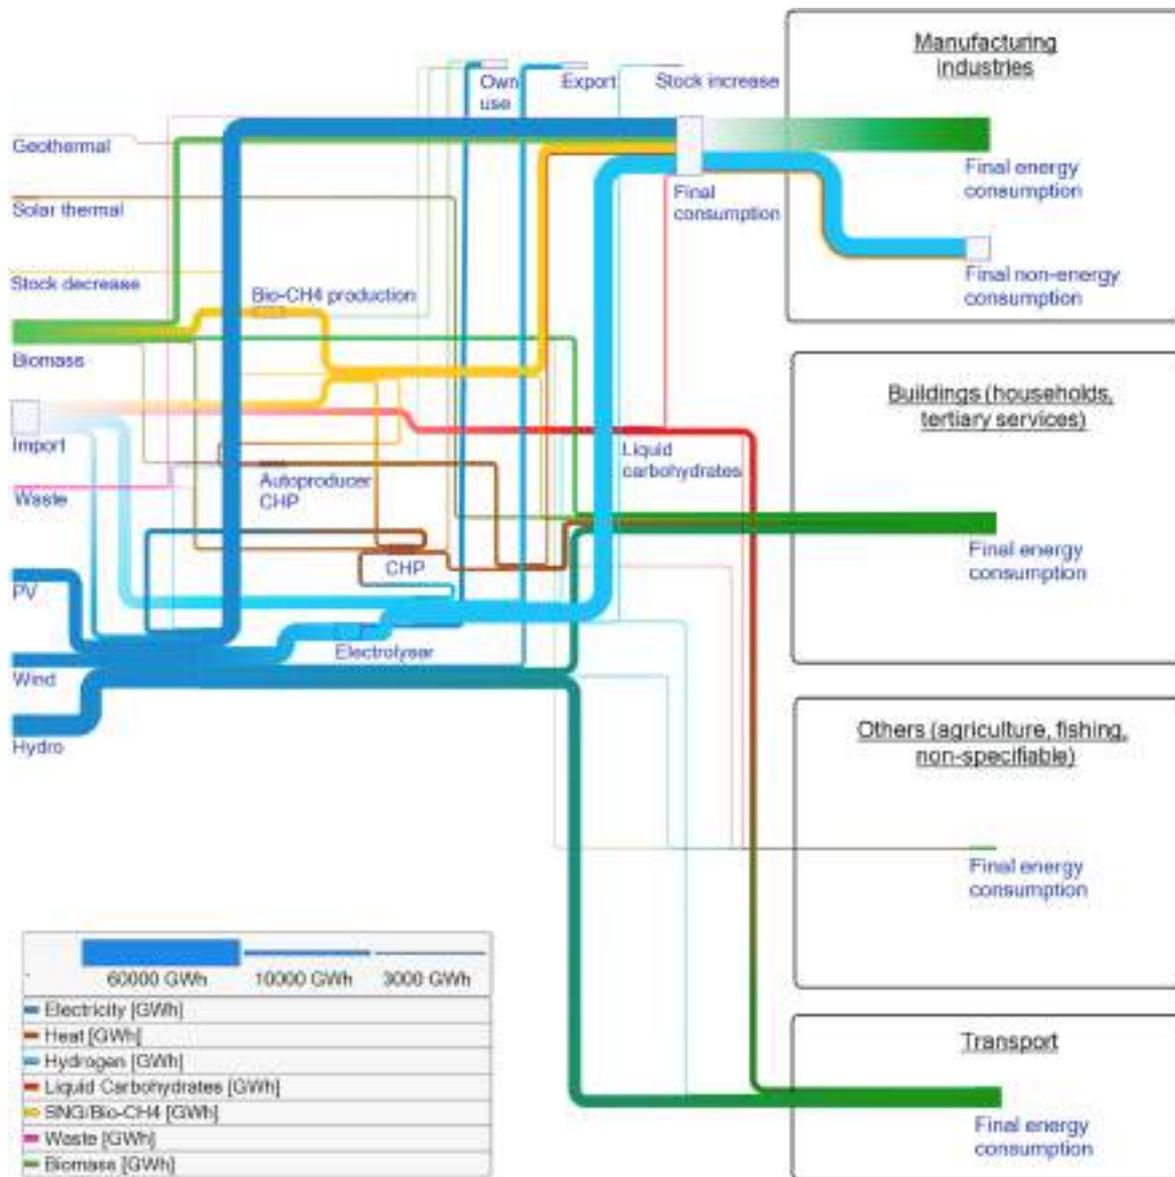 Manufacturing
industries
Own
use
Export
Stock increase
Geothermal
Final energy
consumption
Final
consumption
Solar thermal
Stock decrease
Bio-CH4 production
Final non-energy
consumption
Biomass
Buildings (households,
tertiary services)
Import
Liquid
carbohydrates
Autoproducer
CHP
Waste
CHP
Final energy
consumption
PV
Electrolyser
Wind
Hydro
Others (agriculture, fishing,
non-specifiable)
Final energy
consumption
60000 GWh 10000 GWh 3000 GWh
Electricity [GWh]
Heat [GWh]
Hydrogen [GWh]
Liquid Carbohydrates [GWh]
SNG/Bio-CH4 [GWh]
Waste [GWh]
Biomass [GWh]
Transport
Final energy
consumption